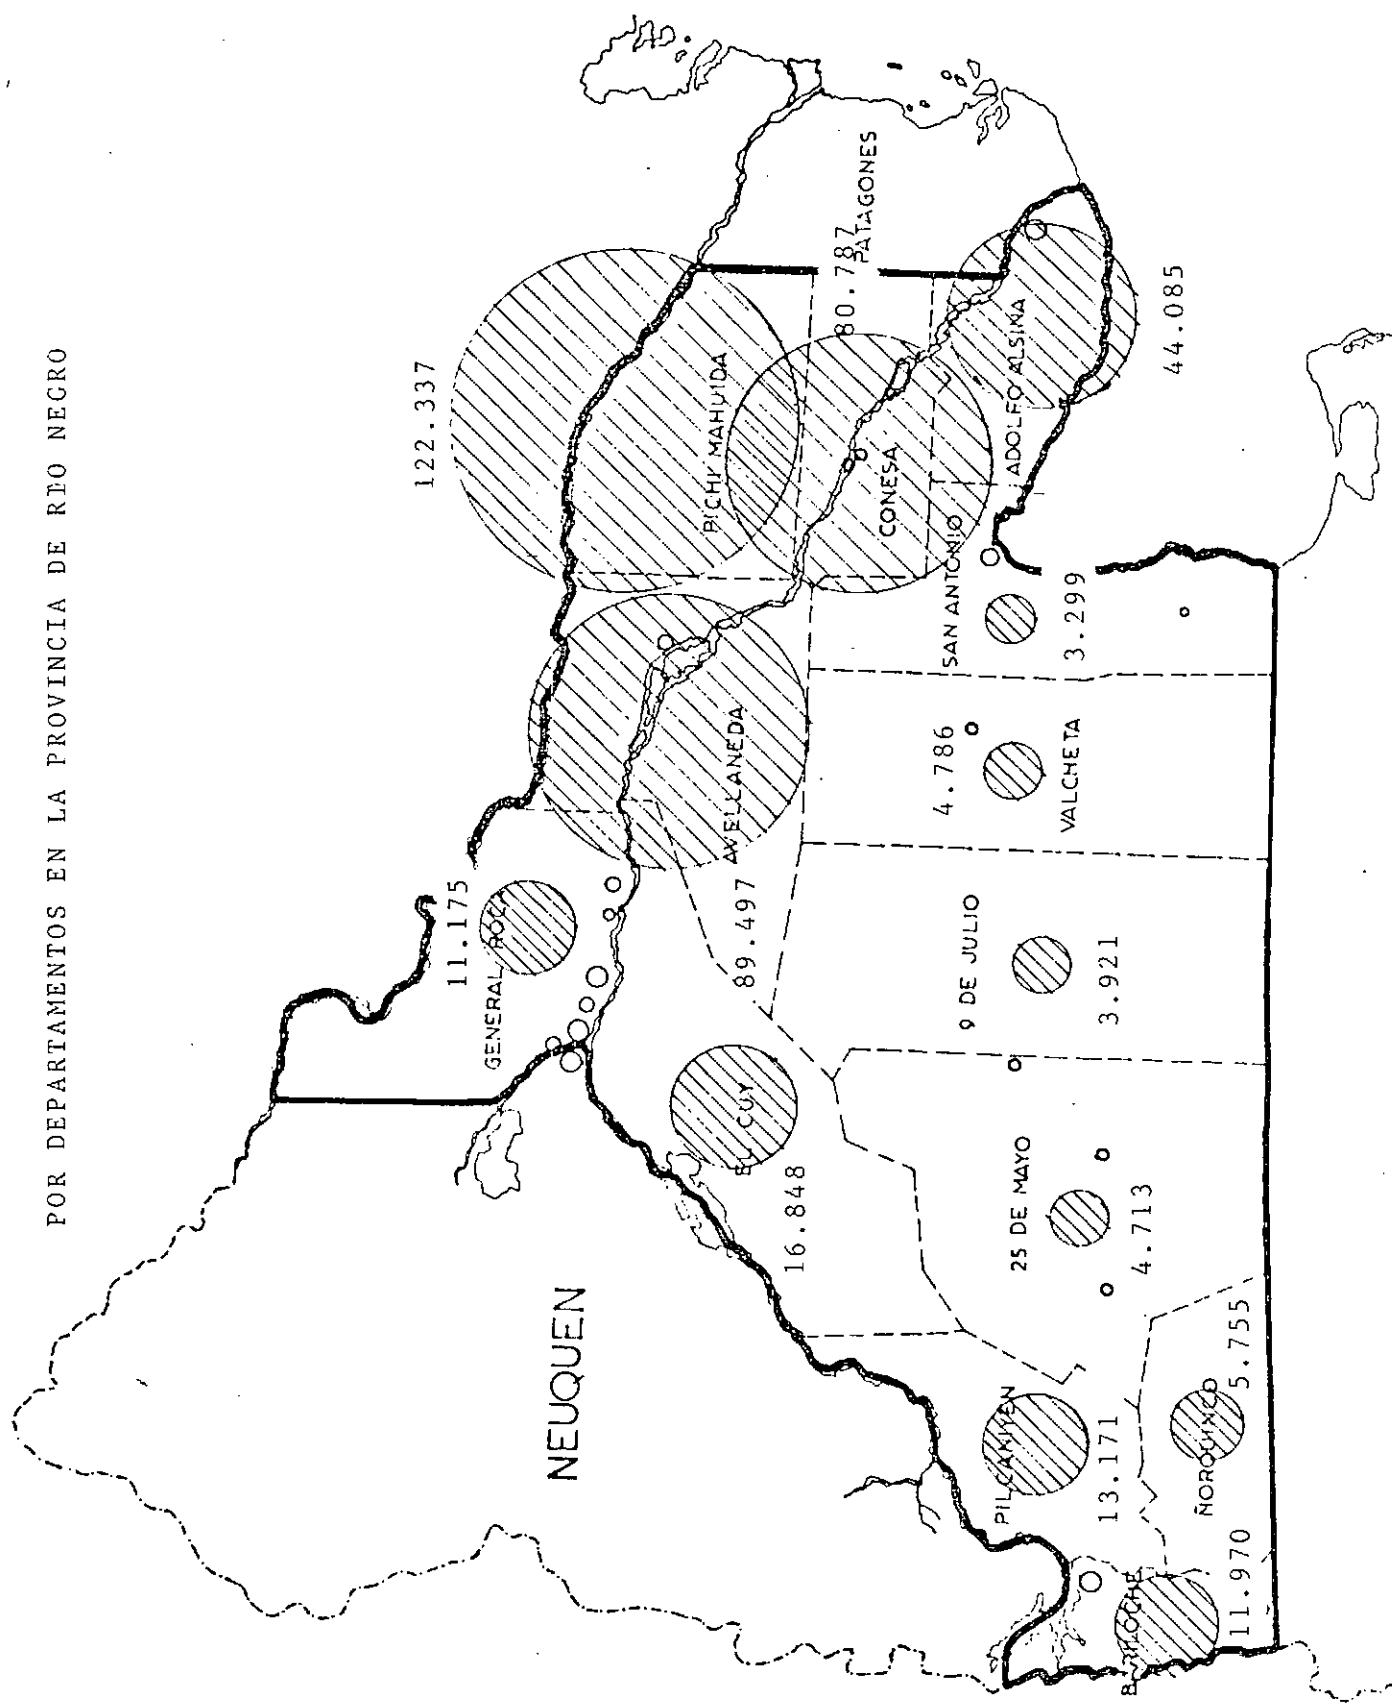 POR DEPARTAMENTOS EN LA PROVINCIA DE RIO NEGRO
NEUQUEN
11.175
GENERAL ROCA
122.337
PICHI MAHUIDA
80.787
PATAGONES
CONESA
ADOLFO ALSINA
44.085
SAN ANTONIO
3.299
AVELLANEDA
89.497
4.786
VALCHETA
9 DE JULIO
3.921
EL CUY
16.848
25 DE MAYO
4.713
PILCANIYEN
13.171
ÑORQUINCO
5.755
BARILOCHE
11.970